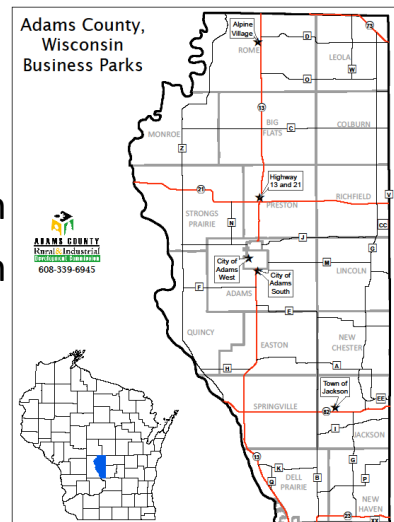 Adams County,
Wisconsin
Business Parks
Alpine
Village
73
ROME
D
LEOLA
W
O
13
BIG
FLATS
COLBURN
C
MONROE
Z
Highway
13 and 21
21
PRESTON
RICHFIELD
V
STRONGS
PRAIRIE
N
CC
n
ADAMS COUNTY
Rural & Industrial
Development Commission
608-339-6945
n
J
G
City of
Adams
West
M
LINCOLN
City of
Adams
South
F
ADAMS
E
QUINCY
EASTON
NEW
CHESTER
H
A
Town of
Jackson
EE
SPRINGVILLE
82
I
JACKSON
13
K
G
Q
DELL
PRAIRIE
B
P
NEW
HAVEN
23